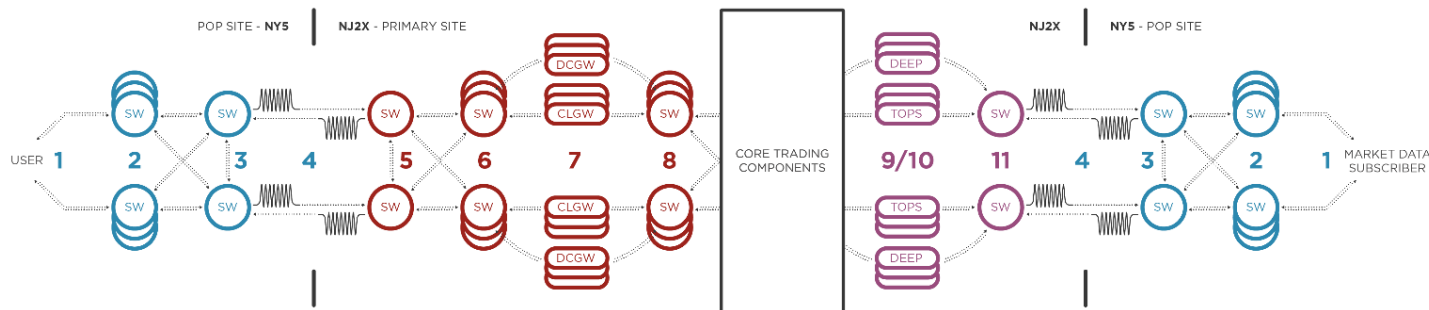 POP SITE - NY5
NJ2X - PRIMARY SITE
NJ2X
NY5 - POP SITE
DCGW
DEEP
SW
SW
SW
SW
CLGW
SW
TOPS
SW
SW
SW
USER
1
2
3
4
5
6
7
8
CORE TRADING
COMPONENTS
9/10
11
4
3
2
1
MARKET DATA
SUBSCRIBER
SW
SW
SW
SW
CLGW
SW
TOPS
SW
SW
SW
DCGW
DEEP